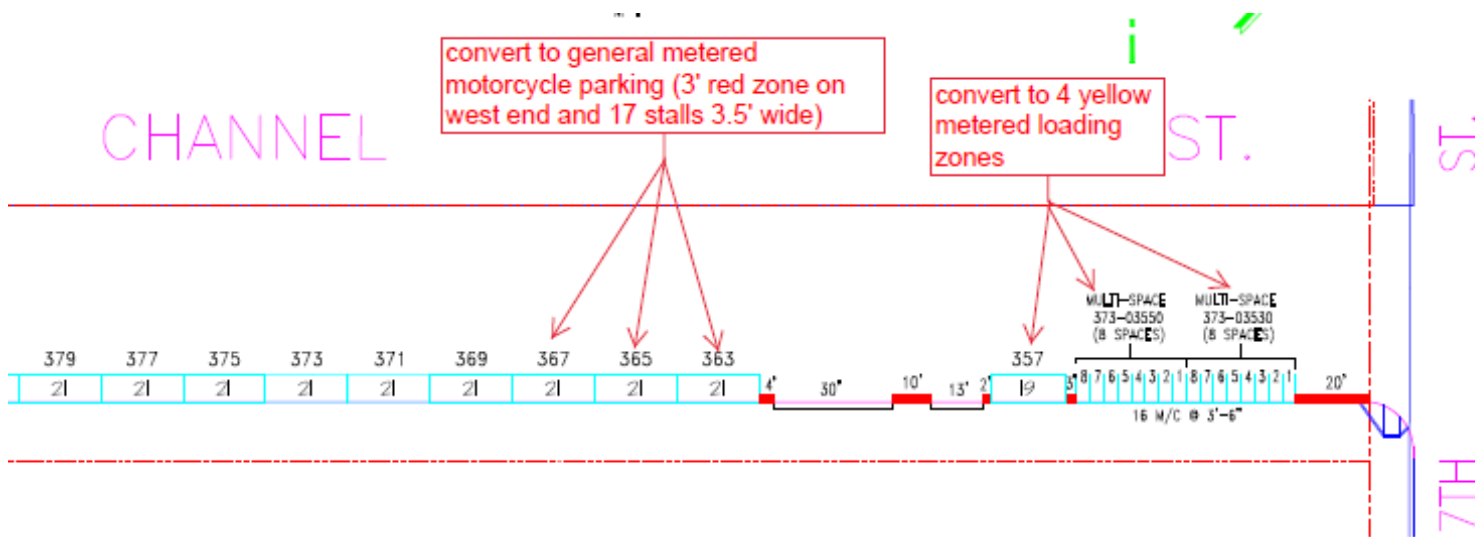 convert to general metered
motorcycle parking (3' red zone on
west end and 17 stalls 3.5' wide)
convert to 4 yellow
metered loading
zones
CHANNEL ST.
ST.
MULTI-SPACE
373-03550
(8 SPACES)
MULTI-SPACE
373-03530
(8 SPACES)
379 377 375 373 371 369 367 365 363 357
21 21 21 21 21 21 21 21 21 4' 30" 10' 13' 2' 19 3' 8 7 6 5 4 3 2 1 8 7 6 5 4 3 2 1 20'
16 M/C @ 3'-6"
7TH